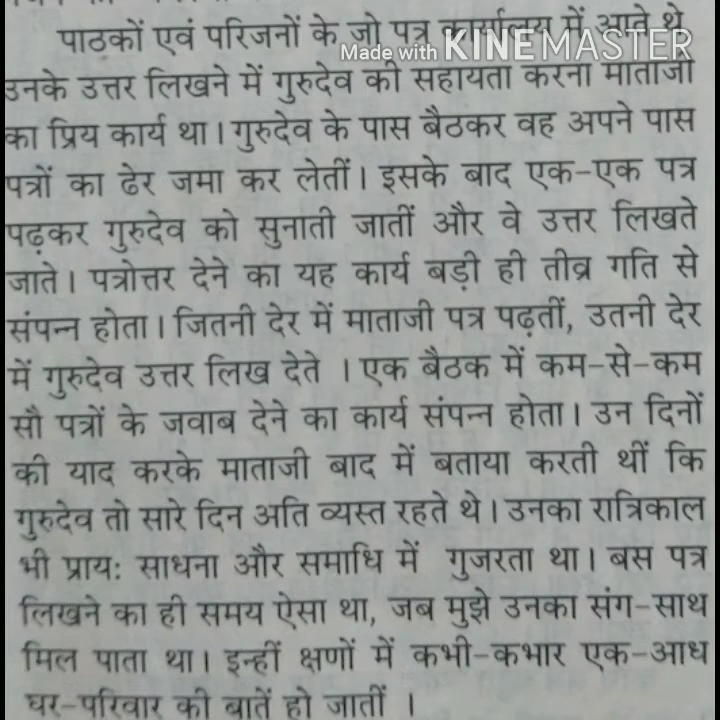 पाठकों एवं परिजनों के जो पत्र कार्यालय में आते थे
Made with KINEMASTER
उनके उत्तर लिखने में गुरुदेव की सहायता करना माताजी
का प्रिय कार्य था। गुरुदेव के पास बैठकर वह अपने पास
पत्रों का ढेर जमा कर लेतीं। इसके बाद एक-एक पत्र
पढ़कर गुरुदेव को सुनाती जातीं और वे उत्तर लिखते
जाते। पत्रोत्तर देने का यह कार्य बड़ी ही तीव्र गति से
संपन्न होता। जितनी देर में माताजी पत्र पढ़तीं, उतनी देर
में गुरुदेव उत्तर लिख देते । एक बैठक में कम-से-कम
सौ पत्रों के जवाब देने का कार्य संपन्न होता। उन दिनों
की याद करके माताजी बाद में बताया करती थीं कि
गुरुदेव तो सारे दिन अति व्यस्त रहते थे। उनका रात्रिकाल
भी प्रायः साधना और समाधि में गुजरता था। बस पत्र
लिखने का ही समय ऐसा था, जब मुझे उनका संग-साथ
मिल पाता था। इन्हीं क्षणों में कभी-कभार एक-आध
घर-परिवार की बातें हो जातीं ।